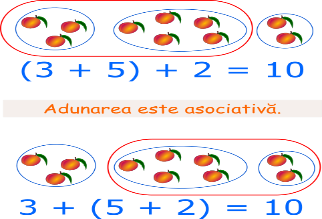 (3 + 5) + 2 = 10
Adunarea este asociativă.
3 + (5 + 2) = 10